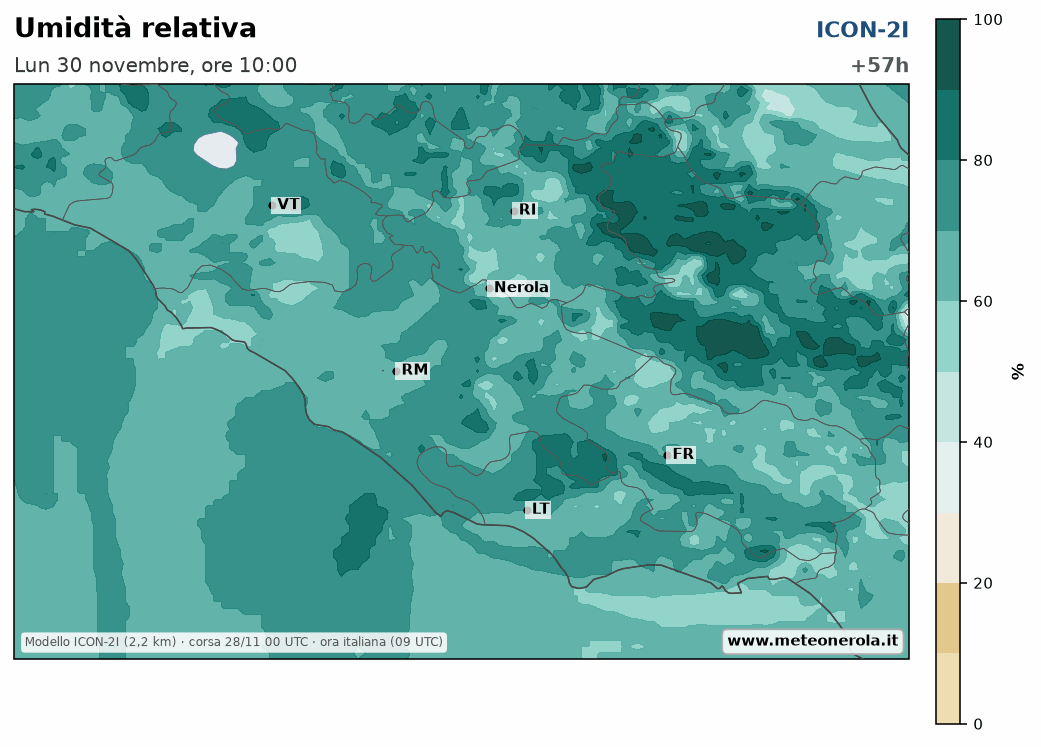 Umidità relativa
ICON-2I
Lun 30 novembre, ore 10:00
+57h
VT
RI
Nerola
RM
FR
LT
Modello ICON-2I (2,2 km) · corsa 28/11 00 UTC · ora italiana (09 UTC)
www.meteonerola.it
100
80
60
40
20
0
%